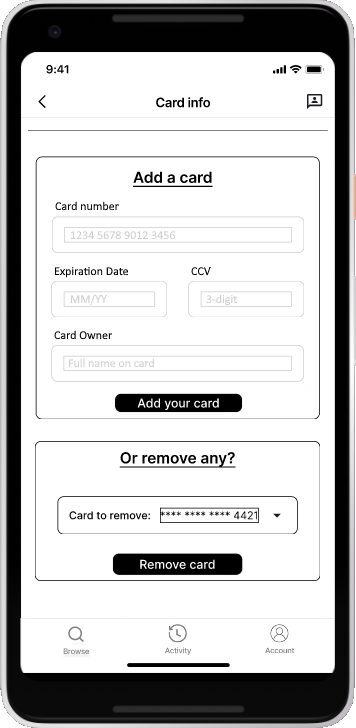 9:41
Card info
Add a card
Card number
1234 5678 9012 3456
Expiration Date CCV
MM/YY 3-digit
Card Owner
Full name on card
Add your card
Or remove any?
Card to remove: **** **** **** 4421
Remove card
Browse Activity Account